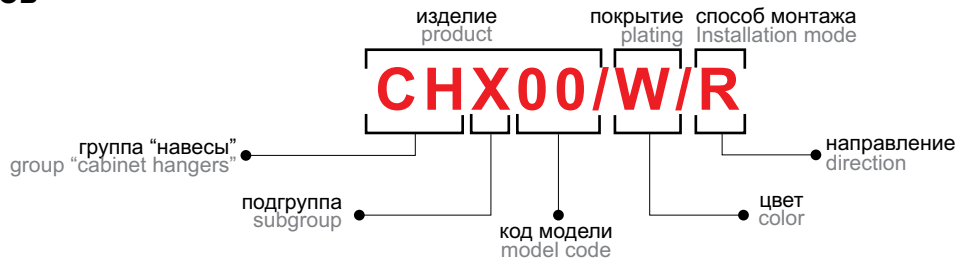 изделие
product
покрытие
plating
способ монтажа
Installation mode
CHX00/W/R
группа “навесы”
group “cabinet hangers”
направление
direction
подгруппа
subgroup
цвет
color
код модели
model code